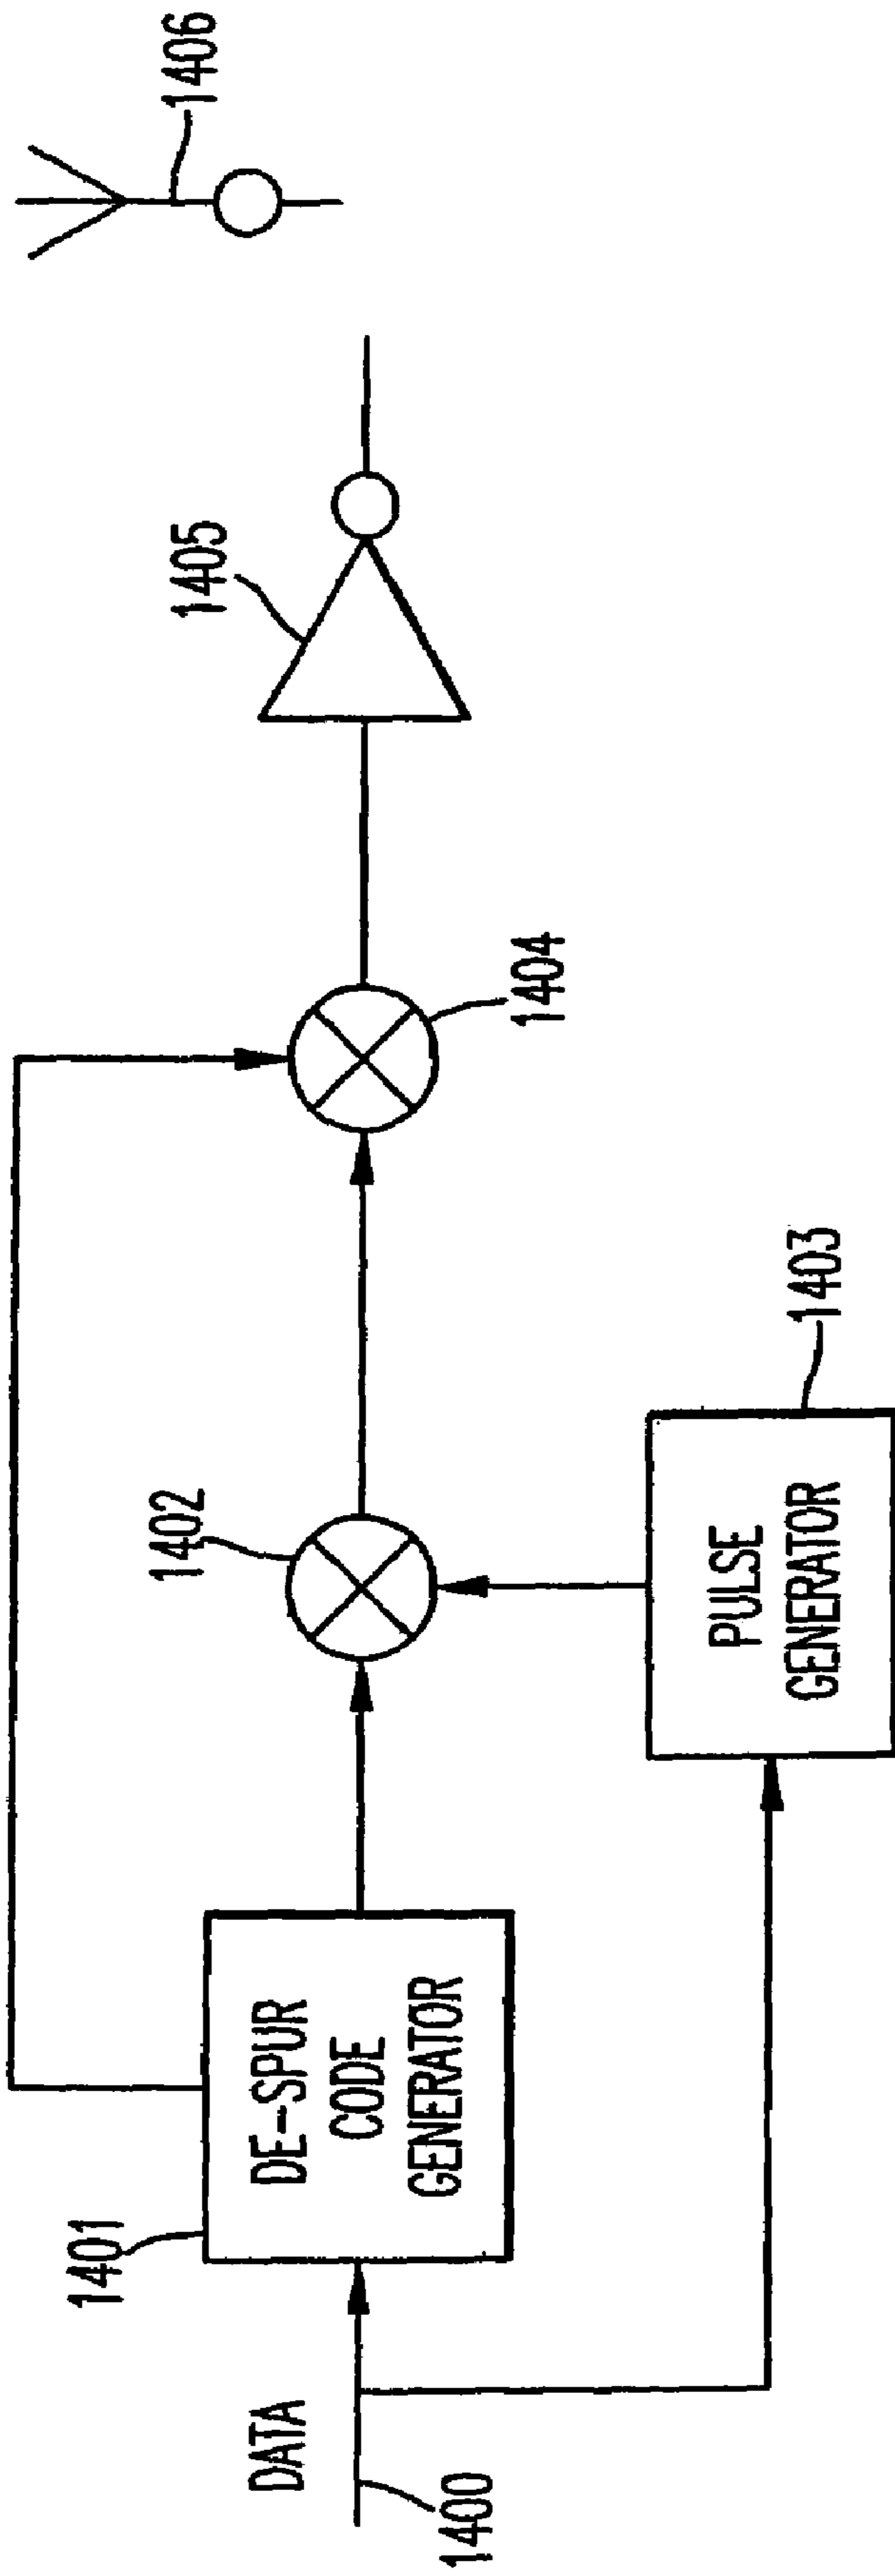 1406
1405
1404
1402
1403
PULSE
GENERATOR
DE-SPUR
CODE
GENERATOR
1401
DATA
1400